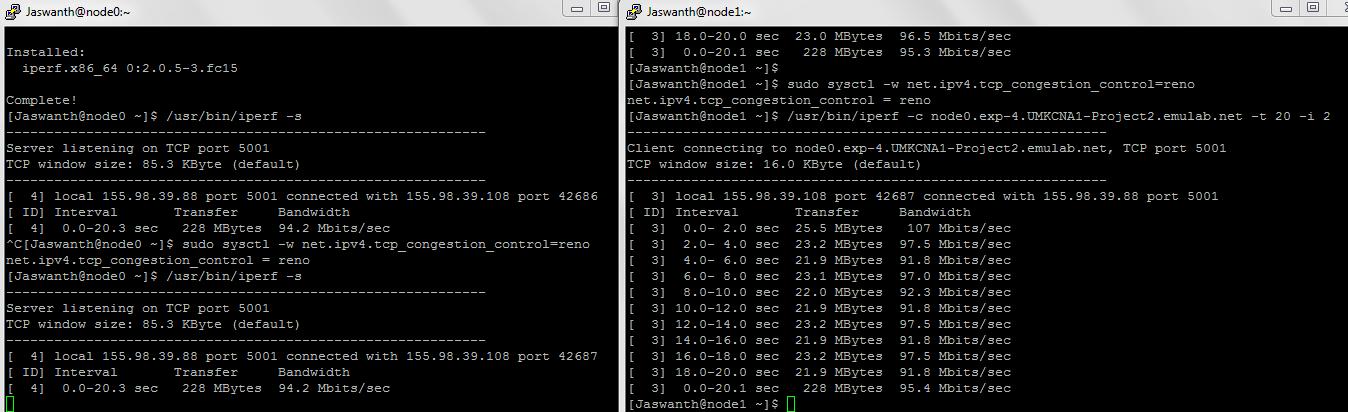 Jaswanth@node0:~
Installed:
  iperf.x86_64 0:2.0.5-3.fc15
Complete!
[Jaswanth@node0 ~]$ /usr/bin/iperf -s
------------------------------------------------------------
Server listening on TCP port 5001
TCP window size: 85.3 KByte (default)
------------------------------------------------------------
[  4] local 155.98.39.88 port 5001 connected with 155.98.39.108 port 42686
[ ID] Interval       Transfer     Bandwidth
[  4]  0.0-20.3 sec   228 MBytes  94.2 Mbits/sec
^C[Jaswanth@node0 ~]$ sudo sysctl -w net.ipv4.tcp_congestion_control=reno
net.ipv4.tcp_congestion_control = reno
[Jaswanth@node0 ~]$ /usr/bin/iperf -s
------------------------------------------------------------
Server listening on TCP port 5001
TCP window size: 85.3 KByte (default)
------------------------------------------------------------
[  4] local 155.98.39.88 port 5001 connected with 155.98.39.108 port 42687
[ ID] Interval       Transfer     Bandwidth
[  4]  0.0-20.3 sec   228 MBytes  94.2 Mbits/sec
Jaswanth@node1:~
[  3] 18.0-20.0 sec  23.0 MBytes  96.5 Mbits/sec
[  3]  0.0-20.1 sec   228 MBytes  95.3 Mbits/sec
[Jaswanth@node1 ~]$
[Jaswanth@node1 ~]$ sudo sysctl -w net.ipv4.tcp_congestion_control=reno
net.ipv4.tcp_congestion_control = reno
[Jaswanth@node1 ~]$ /usr/bin/iperf -c node0.exp-4.UMKCNA1-Project2.emulab.net -t 20 -i 2
------------------------------------------------------------
Client connecting to node0.exp-4.UMKCNA1-Project2.emulab.net, TCP port 5001
TCP window size: 16.0 KByte (default)
------------------------------------------------------------
[  3] local 155.98.39.108 port 42687 connected with 155.98.39.88 port 5001
[ ID] Interval       Transfer     Bandwidth
[  3]  0.0- 2.0 sec  25.5 MBytes   107 Mbits/sec
[  3]  2.0- 4.0 sec  23.2 MBytes  97.5 Mbits/sec
[  3]  4.0- 6.0 sec  21.9 MBytes  91.8 Mbits/sec
[  3]  6.0- 8.0 sec  23.1 MBytes  97.0 Mbits/sec
[  3]  8.0-10.0 sec  22.0 MBytes  92.3 Mbits/sec
[  3] 10.0-12.0 sec  21.9 MBytes  91.8 Mbits/sec
[  3] 12.0-14.0 sec  23.2 MBytes  97.5 Mbits/sec
[  3] 14.0-16.0 sec  21.9 MBytes  91.8 Mbits/sec
[  3] 16.0-18.0 sec  23.2 MBytes  97.5 Mbits/sec
[  3] 18.0-20.0 sec  21.9 MBytes  91.8 Mbits/sec
[  3]  0.0-20.1 sec   228 MBytes  95.4 Mbits/sec
[Jaswanth@node1 ~]$